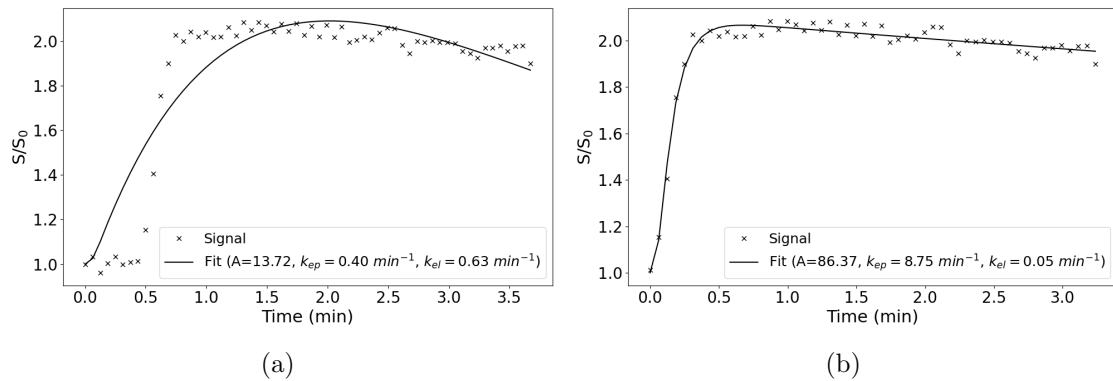 2.0
1.8
1.6
1.4
1.2
1.0
S/S₀
0.0 0.5 1.0 1.5 2.0 2.5 3.0 3.5
Time (min)
Signal
Fit (A=13.72, k_ep = 0.40 min⁻¹, k_el = 0.63 min⁻¹)
(a)
2.0
1.8
1.6
1.4
1.2
1.0
S/S₀
0.0 0.5 1.0 1.5 2.0 2.5 3.0
Time (min)
Signal
Fit (A=86.37, k_ep = 8.75 min⁻¹, k_el = 0.05 min⁻¹)
(b)